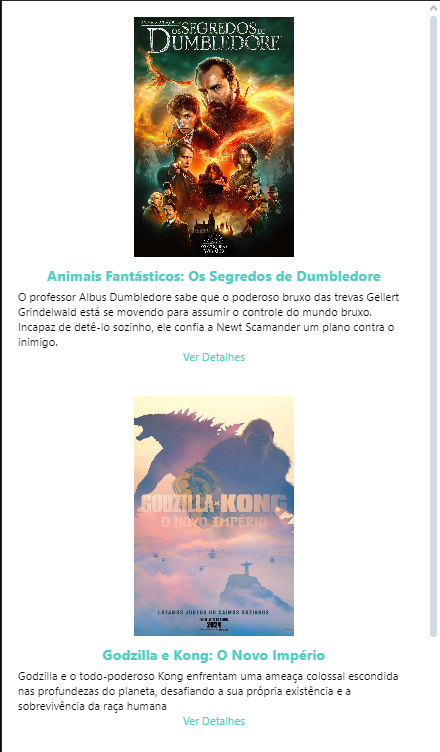 OS SEGREDOS DE
DUMBLEDORE
Animais Fantásticos: Os Segredos de Dumbledore
O professor Albus Dumbledore sabe que o poderoso bruxo das trevas Gellert
Grindelwald está se movendo para assumir o controle do mundo bruxo.
Incapaz de detê-lo sozinho, ele confia a Newt Scamander um plano contra o
inimigo.
Ver Detalhes
GODZILLA KONG
O NOVO IMPÉRIO
LUTAMOS JUNTOS OU CAÍMOS SOZINHOS
2024
Godzilla e Kong: O Novo Império
Godzilla e o todo-poderoso Kong enfrentam uma ameaça colossal escondida
nas profundezas do planeta, desafiando a sua própria existência e a
sobrevivência da raça humana
Ver Detalhes